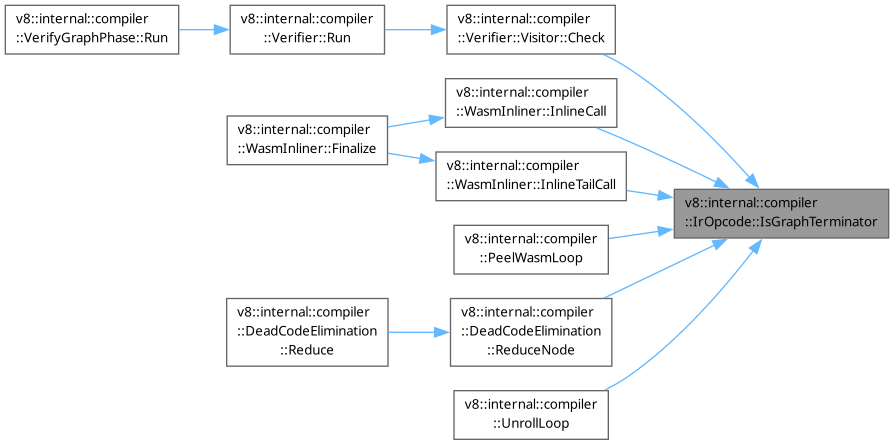 v8::internal::compiler
::VerifyGraphPhase::Run
v8::internal::compiler
::Verifier::Run
v8::internal::compiler
::Verifier::Visitor::Check
v8::internal::compiler
::WasmInliner::InlineCall
v8::internal::compiler
::WasmInliner::Finalize
v8::internal::compiler
::WasmInliner::InlineTailCall
v8::internal::compiler
::IrOpcode::IsGraphTerminator
v8::internal::compiler
::PeelWasmLoop
v8::internal::compiler
::DeadCodeElimination
::Reduce
v8::internal::compiler
::DeadCodeElimination
::ReduceNode
v8::internal::compiler
::UnrollLoop